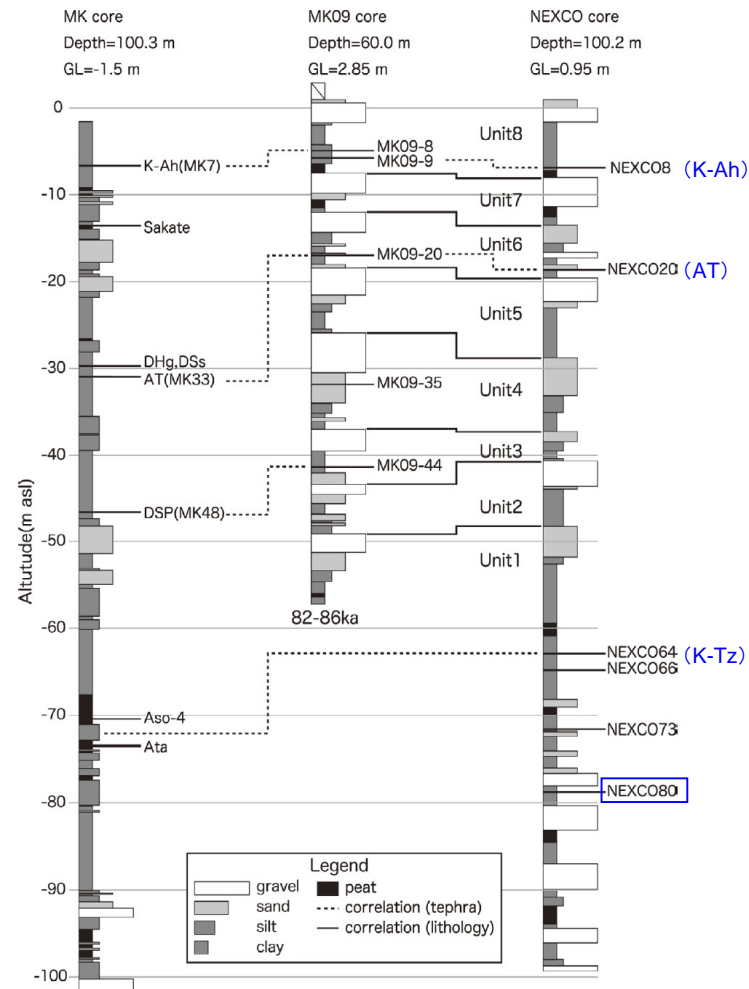 MK core
Depth=100.3 m
GL=-1.5 m
MK09 core
Depth=60.0 m
GL=2.85 m
NEXCO core
Depth=100.2 m
GL=0.95 m
Altutude(m asl)
0
-10
-20
-30
-40
-50
-60
-70
-80
-90
-100
K-Ah(MK7)
Sakate
DHg,DSs
AT(MK33)
DSP(MK48)
Aso-4
Ata
MK09-8
MK09-9
MK09-20
MK09-35
MK09-44
82-86ka
Unit8
Unit7
Unit6
Unit5
Unit4
Unit3
Unit2
Unit1
NEXCO8 (K-Ah)
NEXCO20 (AT)
NEXCO64 (K-Tz)
NEXCO66
NEXCO73
NEXCO80
Legend
gravel
sand
silt
clay
peat
correlation (tephra)
correlation (lithology)